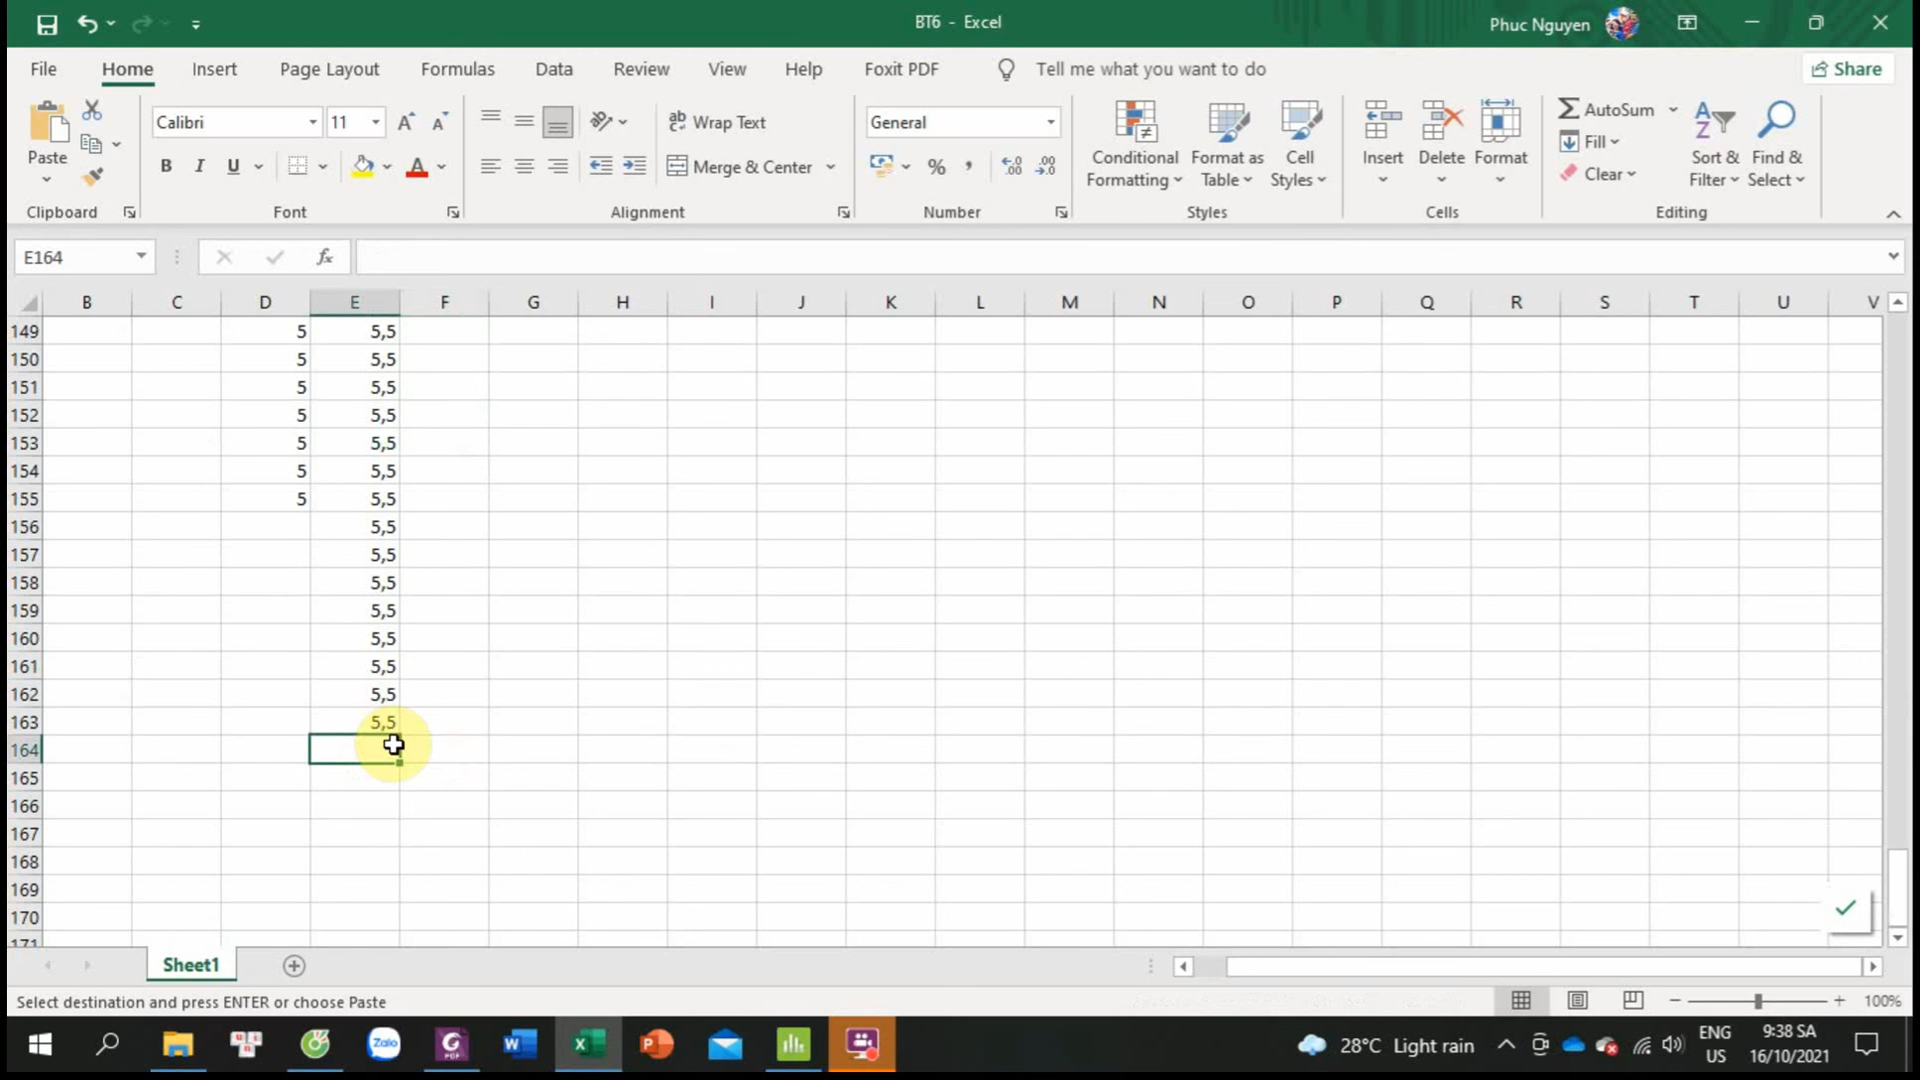 BT6 - Excel
Phuc Nguyen
File Home Insert Page Layout Formulas Data Review View Help Foxit PDF Tell me what you want to do Share
Paste
Clipboard
Calibri 11
B I U
Font
Wrap Text
Merge & Center
Alignment
General
%
Number
Conditional Formatting
Format as Table
Cell Styles
Styles
Insert Delete Format
Cells
AutoSum
Fill
Clear
Sort & Filter
Find & Select
Editing
E164 fx
B C D E F G H I J K L M N O P Q R S T U V
149 5 5,5
150 5 5,5
151 5 5,5
152 5 5,5
153 5 5,5
154 5 5,5
155 5 5,5
156 5,5
157 5,5
158 5,5
159 5,5
160 5,5
161 5,5
162 5,5
163 5,5
164
165
166
167
168
169
170
171
Sheet1
Select destination and press ENTER or choose Paste
100%
Zalo
28°C Light rain
ENG
US
9:38 SA
16/10/2021